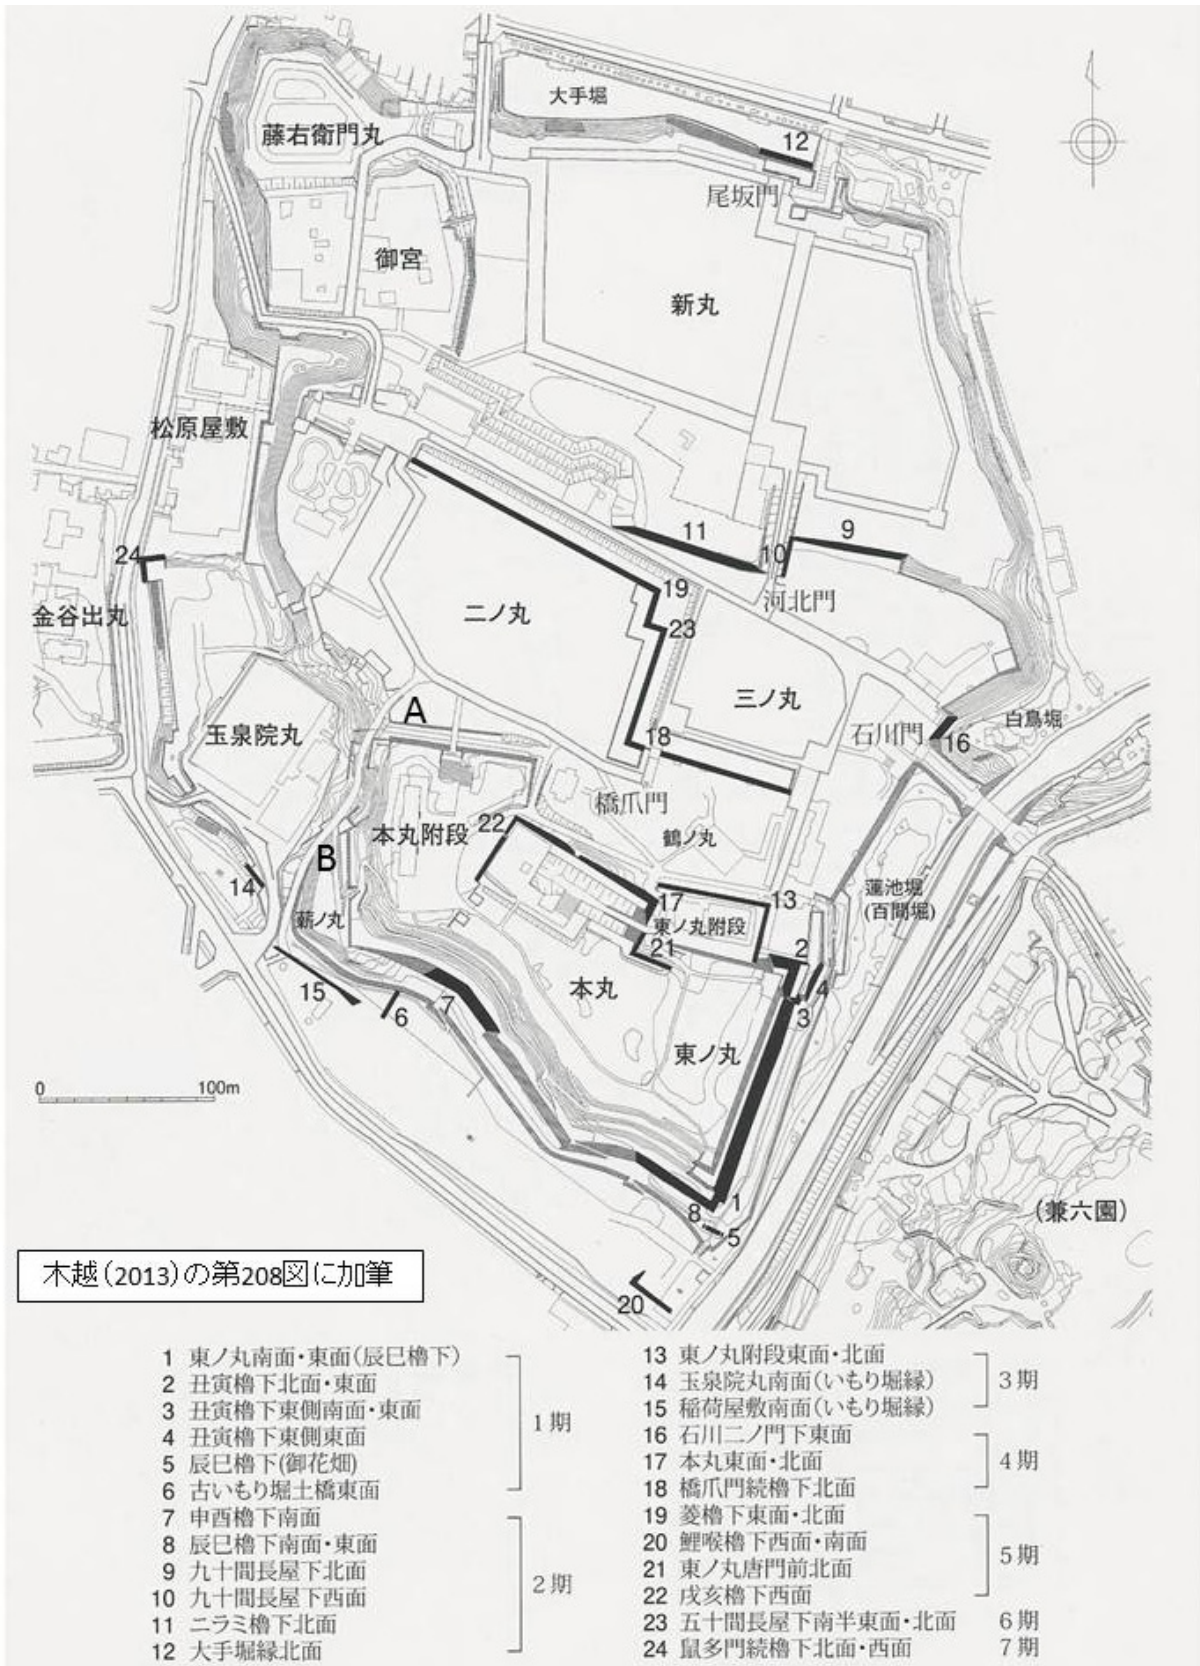 大手堀
12
藤右衛門丸
尾坂門
御宮
新丸
松原屋敷
11
9
10
24
19
河北門
金谷出丸
二ノ丸
23
三ノ丸
A
玉泉院丸
18
石川門
16
白鳥堀
橋爪門
22
本丸附段
鶴ノ丸
B
14
17
13
蓮池堀
(百間堀)
薪ノ丸
東ノ丸附段
21
2
本丸
4
15
6
7
3
東ノ丸
0 100m
1
8
5
(兼六園)
20
木越(2013)の第208図に加筆
1 東ノ丸南面・東面(辰巳櫓下)
2 丑寅櫓下北面・東面
3 丑寅櫓下東側南面・東面
4 丑寅櫓下東側東面
5 辰巳櫓下(御花畑)
6 古いもり堀土橋東面
1期
7 申酉櫓下南面
8 辰巳櫓下南面・東面
9 九十間長屋下北面
10 九十間長屋下西面
11 ニラミ櫓下北面
12 大手堀縁北面
2期
13 東ノ丸附段東面・北面
14 玉泉院丸南面(いもり堀縁)
15 稲荷屋敷南面(いもり堀縁)
3期
16 石川二ノ門下東面
17 本丸東面・北面
18 橋爪門続櫓下北面
4期
19 菱櫓下東面・北面
20 鯉喉櫓下西面・南面
21 東ノ丸唐門前北面
22 戌亥櫓下西面
5期
23 五十間長屋下南半東面・北面 6期
24 鼠多門続櫓下北面・西面 7期